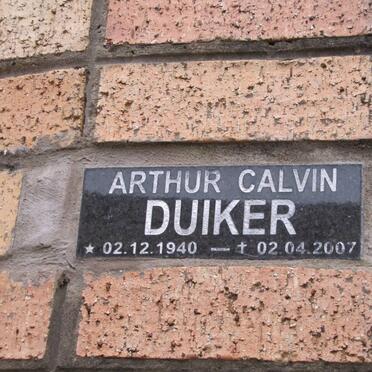 ARTHUR CALVIN
DUIKER
★ 02.12.1940 — ✝ 02.04.2007